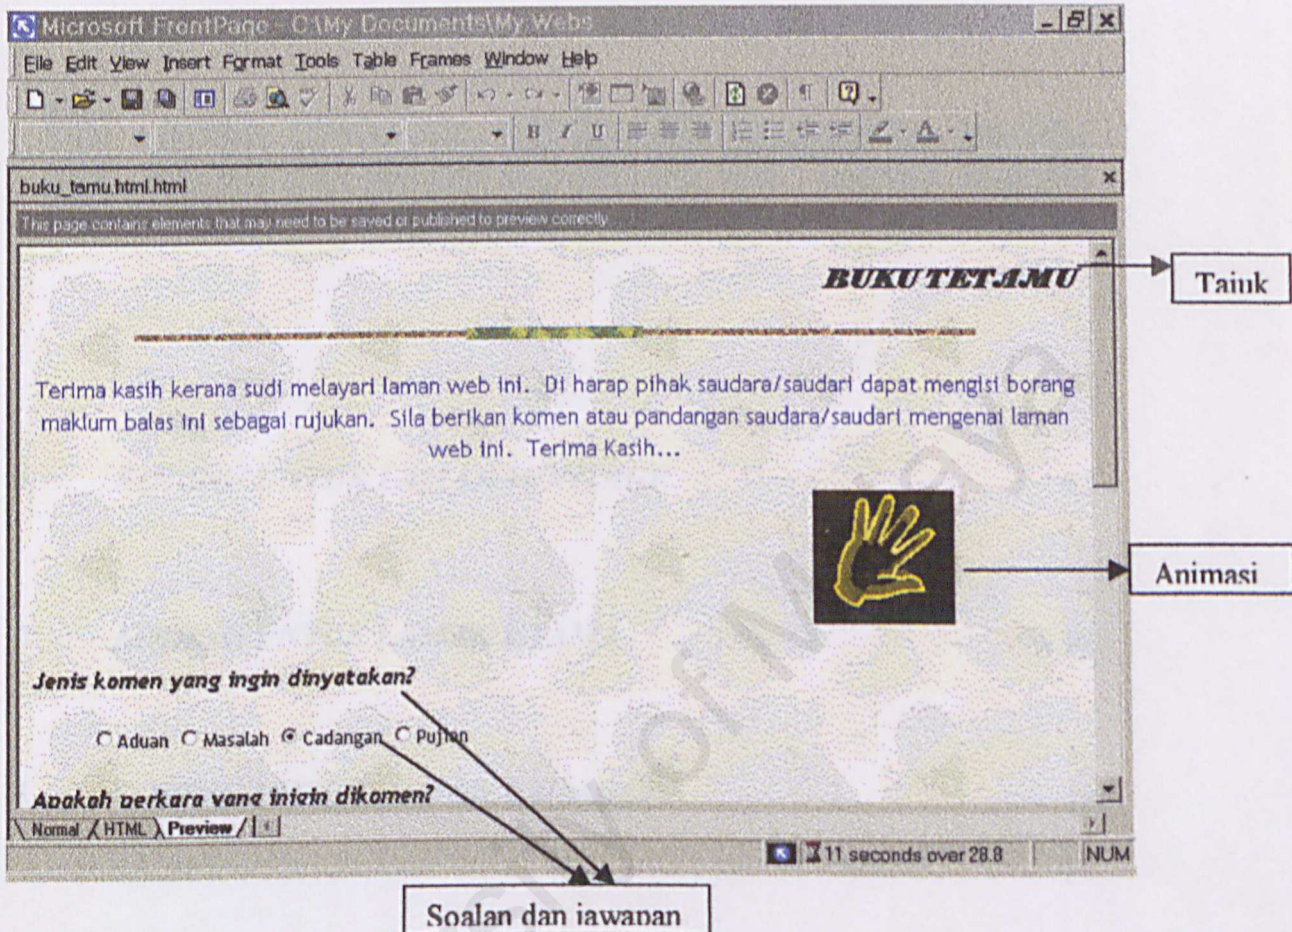 Microsoft FrontPage - C:\My Documents\My Webs
File Edit View Insert Format Tools Table Frames Window Help
B I U A
buku_tamu.html.html
This page contains elements that may need to be saved or published to preview correctly
BUKU TETAMU
Tajuk
Terima kasih kerana sudi melayari laman web ini. Di harap pihak saudara/saudari dapat mengisi borang
maklum balas ini sebagai rujukan. Sila berikan komen atau pandangan saudara/saudari mengenai laman
web ini. Terima Kasih...
Animasi
Jenis komen yang ingin dinyatakan?
Aduan Masalah Cadangan Pujian
Apakah perkara yang inigin dikomen?
Normal HTML Preview
11 seconds over 28.8 NUM
Soalan dan jawapan